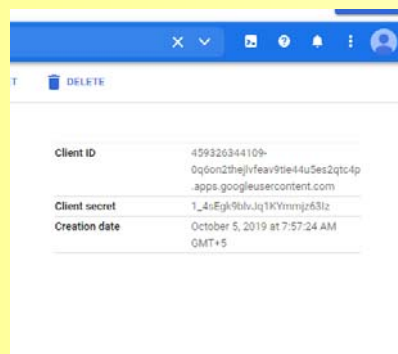 DELETE
Client ID
459326344109-
0q6on2thejlvfeav9tie44u5es2qtc4p
.apps.googleusercontent.com
Client secret
Creation date
October 5, 2019 at 7:57:24 AM
GMT+5